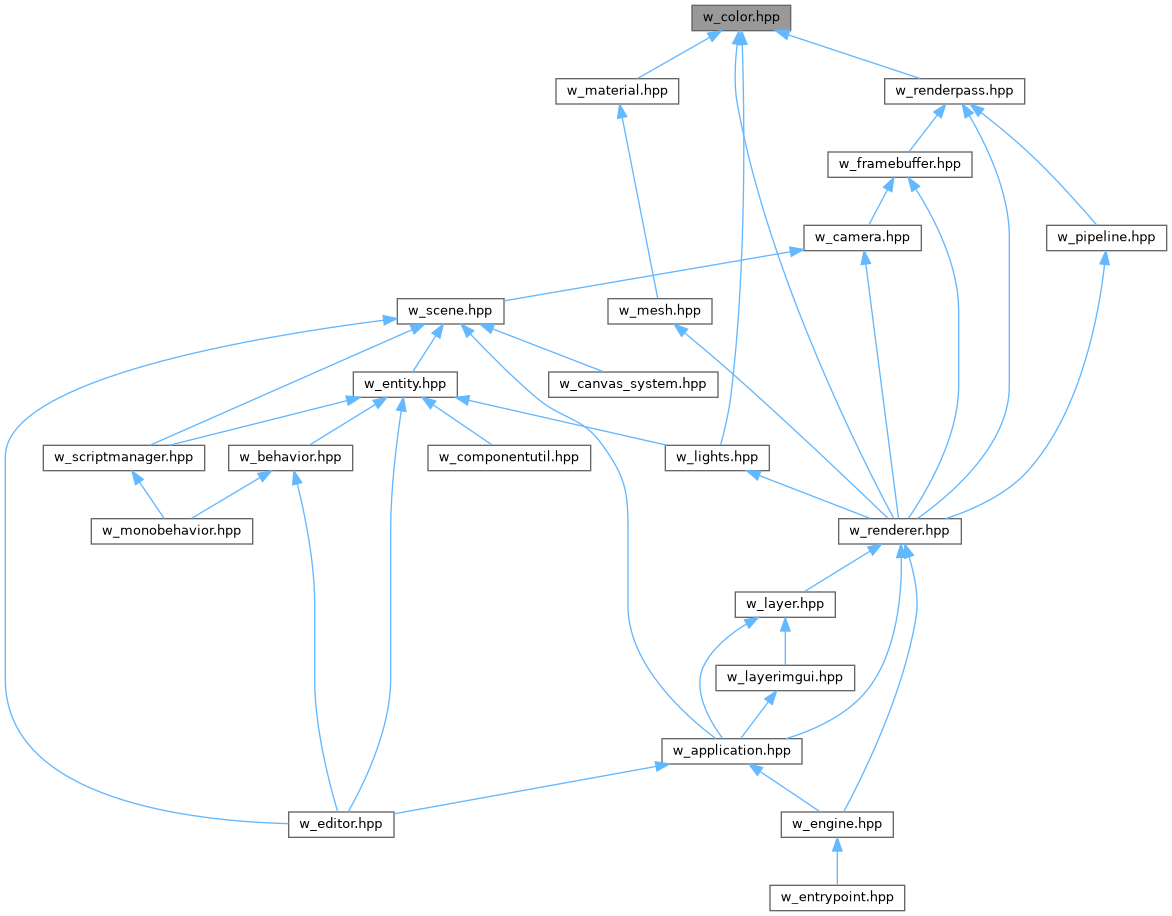 w_color.hpp
w_material.hpp
w_renderpass.hpp
w_framebuffer.hpp
w_camera.hpp
w_pipeline.hpp
w_scene.hpp
w_mesh.hpp
w_entity.hpp
w_canvas_system.hpp
w_scriptmanager.hpp
w_behavior.hpp
w_componentutil.hpp
w_lights.hpp
w_monobehavior.hpp
w_renderer.hpp
w_layer.hpp
w_layerimgui.hpp
w_application.hpp
w_editor.hpp
w_engine.hpp
w_entrypoint.hpp